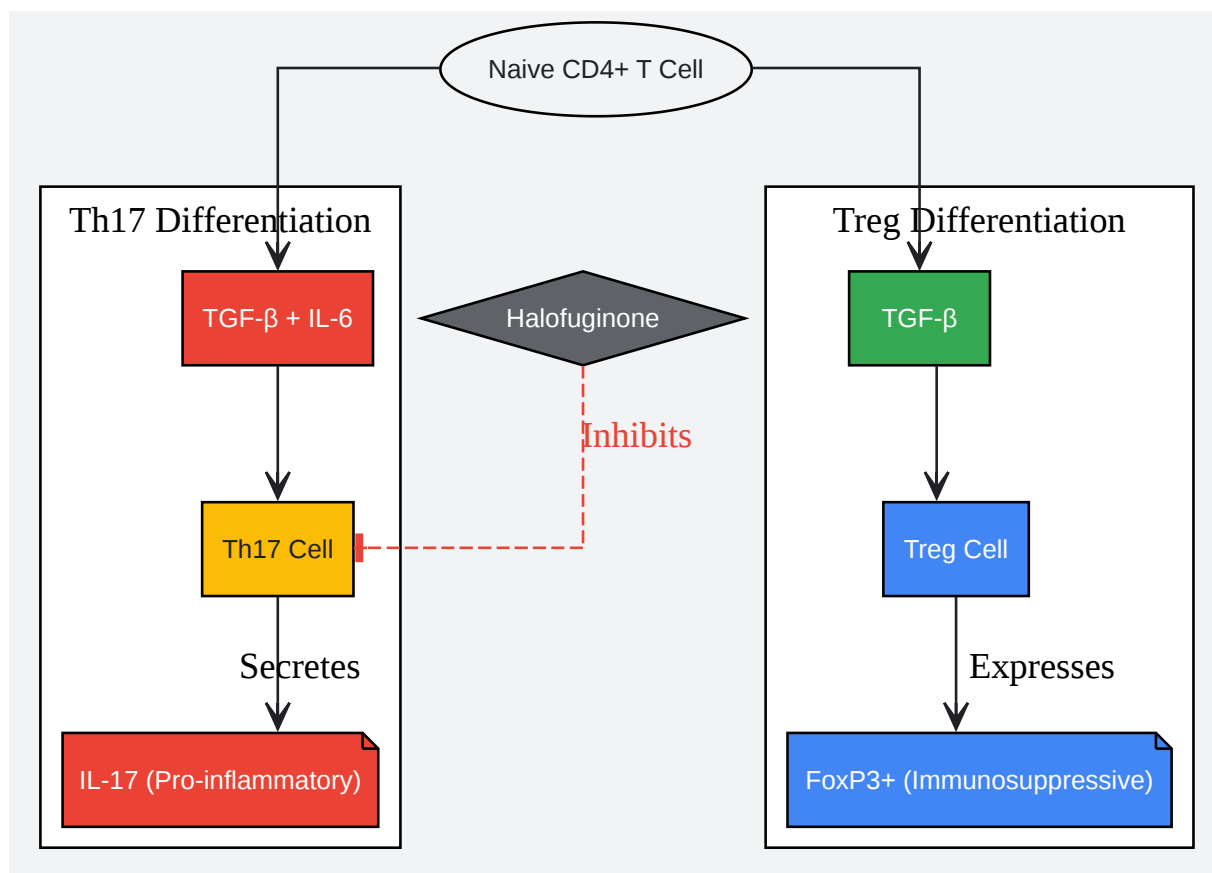 Naive CD4+ T Cell
Th17 Differentiation
Treg Differentiation
TGF-β + IL-6
Halofuginone
TGF-β
Inhibits
Th17 Cell
Treg Cell
Secretes
Expresses
IL-17 (Pro-inflammatory)
FoxP3+ (Immunosuppressive)